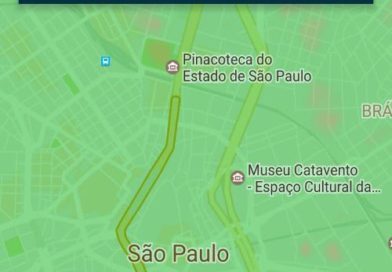 Pinacoteca do
Estado de São Paulo
BRÁ
Museu Catavento
- Espaço Cultural da...
São Paulo